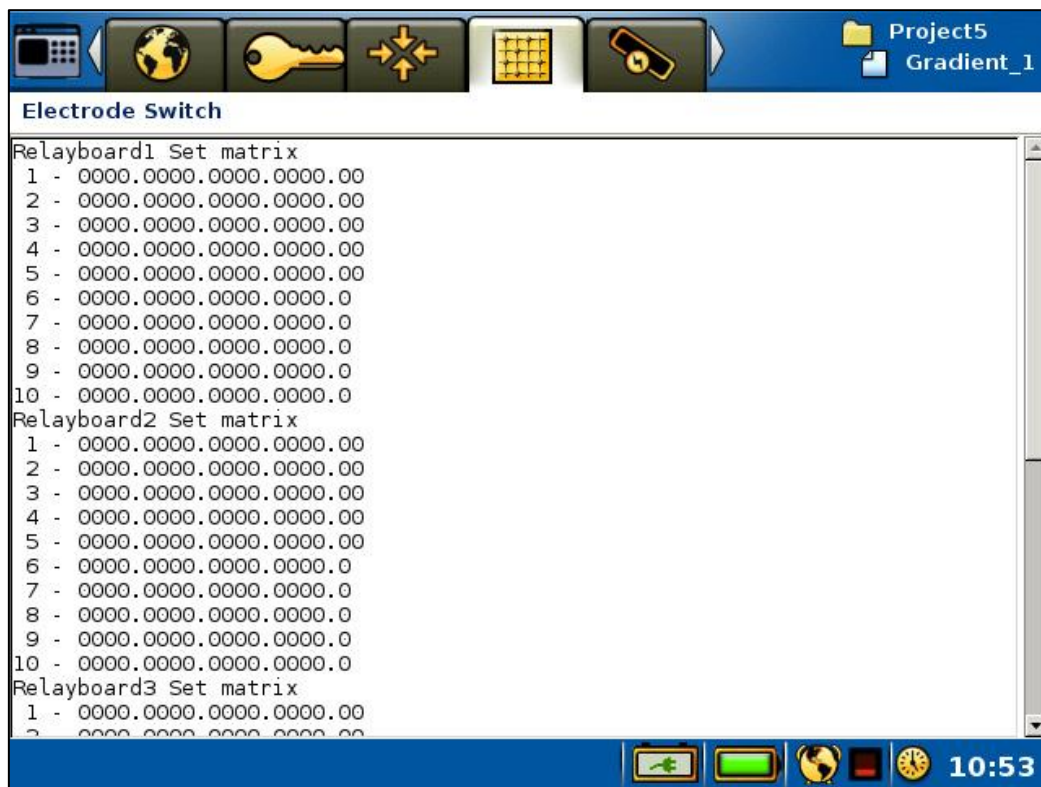 Project5
Gradient_1
Electrode Switch
Relayboard1 Set matrix
1 - 0000.0000.0000.0000.00
2 - 0000.0000.0000.0000.00
3 - 0000.0000.0000.0000.00
4 - 0000.0000.0000.0000.00
5 - 0000.0000.0000.0000.00
6 - 0000.0000.0000.0000.0
7 - 0000.0000.0000.0000.0
8 - 0000.0000.0000.0000.0
9 - 0000.0000.0000.0000.0
10 - 0000.0000.0000.0000.0
Relayboard2 Set matrix
1 - 0000.0000.0000.0000.00
2 - 0000.0000.0000.0000.00
3 - 0000.0000.0000.0000.00
4 - 0000.0000.0000.0000.00
5 - 0000.0000.0000.0000.00
6 - 0000.0000.0000.0000.0
7 - 0000.0000.0000.0000.0
8 - 0000.0000.0000.0000.0
9 - 0000.0000.0000.0000.0
10 - 0000.0000.0000.0000.0
Relayboard3 Set matrix
1 - 0000.0000.0000.0000.00
10:53